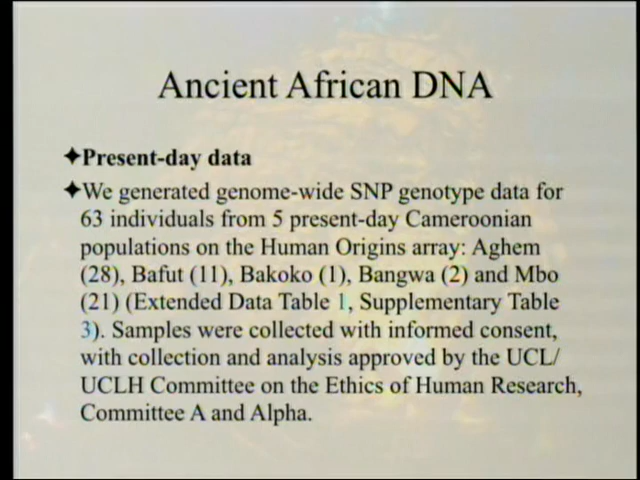 Ancient African DNA
✦Present-day data
✦We generated genome-wide SNP genotype data for
63 individuals from 5 present-day Cameroonian
populations on the Human Origins array: Aghem
(28), Bafut (11), Bakoko (1), Bangwa (2) and Mbo
(21) (Extended Data Table 1, Supplementary Table
3). Samples were collected with informed consent,
with collection and analysis approved by the UCL/
UCLH Committee on the Ethics of Human Research,
Committee A and Alpha.